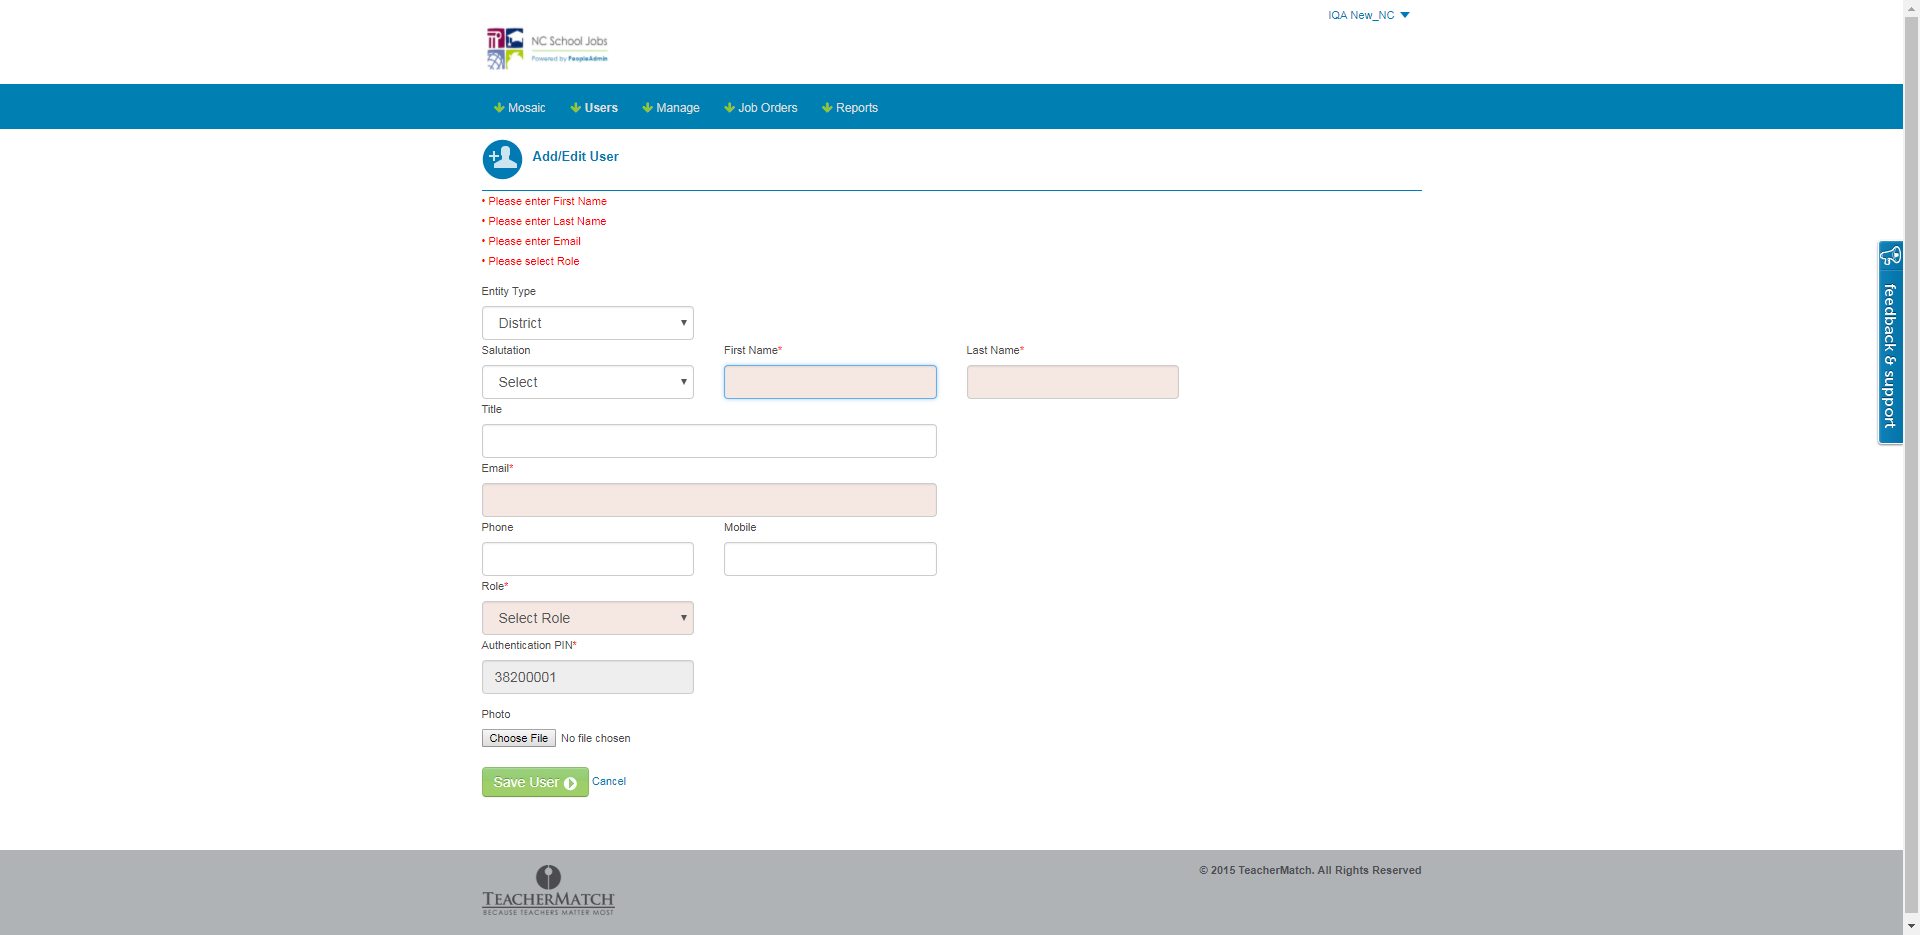 IQA New_NC
NC School Jobs
Powered by PeopleAdmin
Mosaic Users Manage Job Orders Reports
Add/Edit User
• Please enter First Name
• Please enter Last Name
• Please enter Email
• Please select Role
Entity Type
District
Salutation First Name* Last Name*
Select
Title
Email*
Phone Mobile
Role*
Select Role
Authentication PIN*
38200001
Photo
Choose File No file chosen
Save User Cancel
feedback & support
© 2015 TeacherMatch. All Rights Reserved
TEACHERMATCH
BECAUSE TEACHERS MATTER MOST